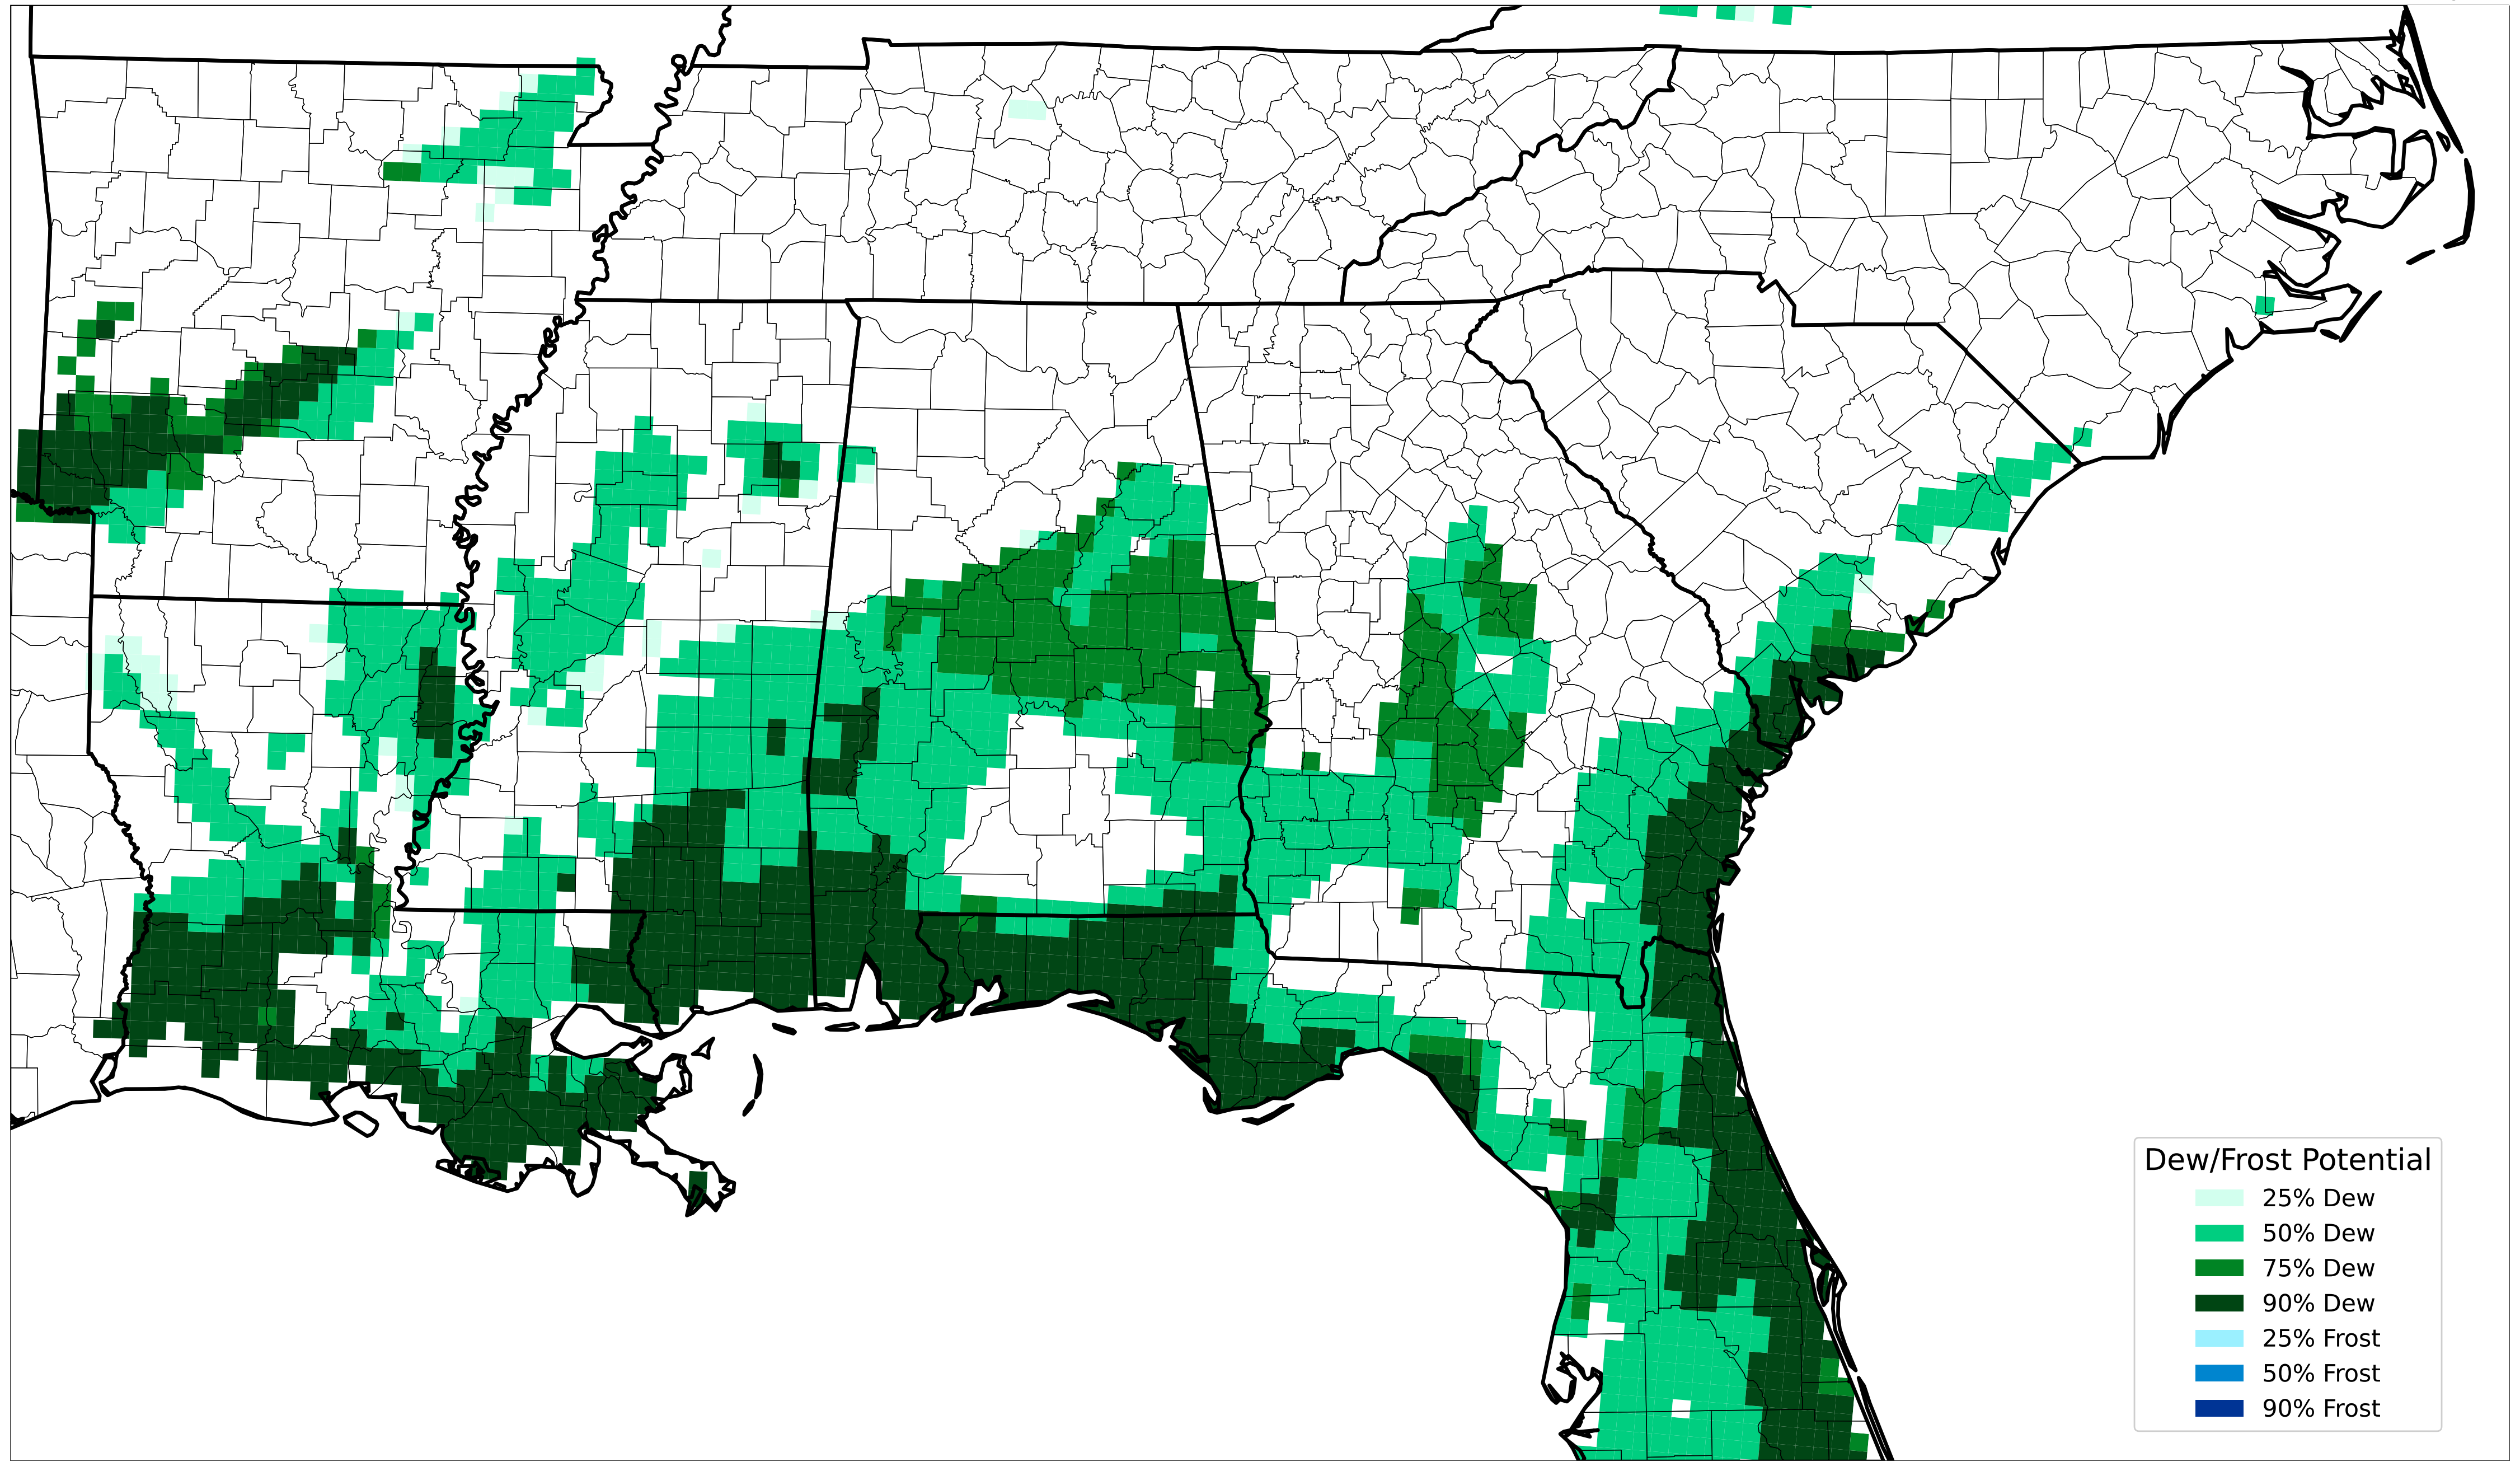 Dew/Frost Potential
25% Dew
50% Dew
75% Dew
90% Dew
25% Frost
50% Frost
90% Frost